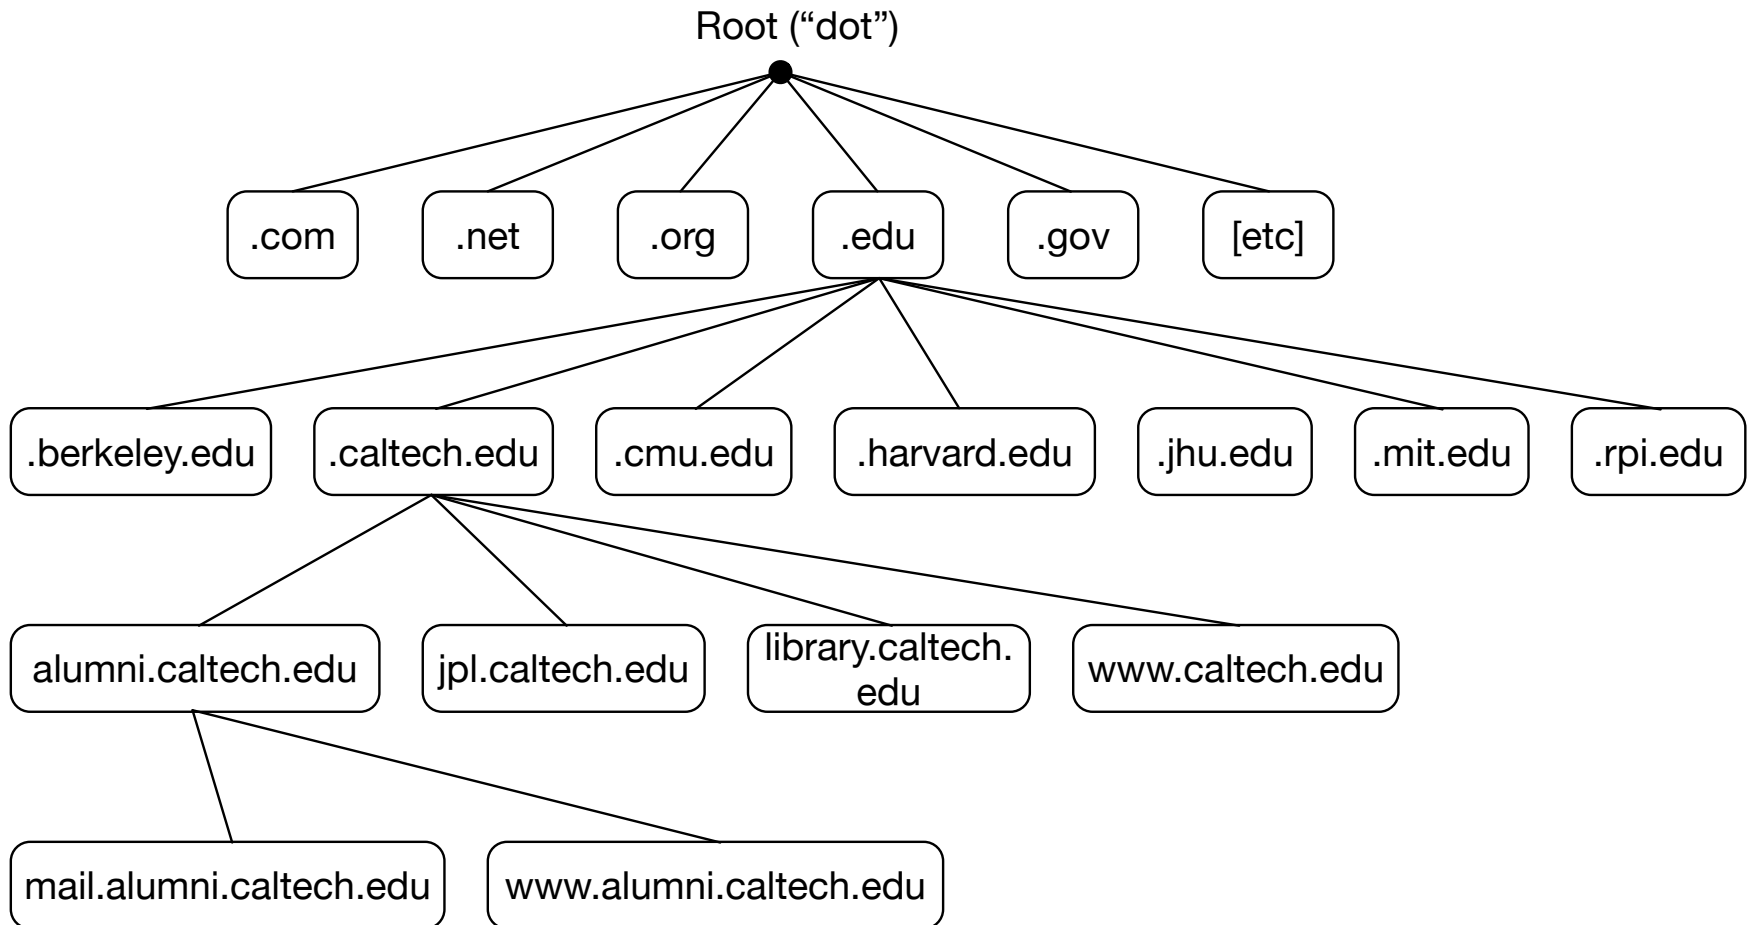 Root (“dot”)
.com
.net
.org
.edu
.gov
[etc]
.berkeley.edu
.caltech.edu
.cmu.edu
.harvard.edu
.jhu.edu
.mit.edu
.rpi.edu
alumni.caltech.edu
jpl.caltech.edu
library.caltech.
edu
www.caltech.edu
mail.alumni.caltech.edu
www.alumni.caltech.edu